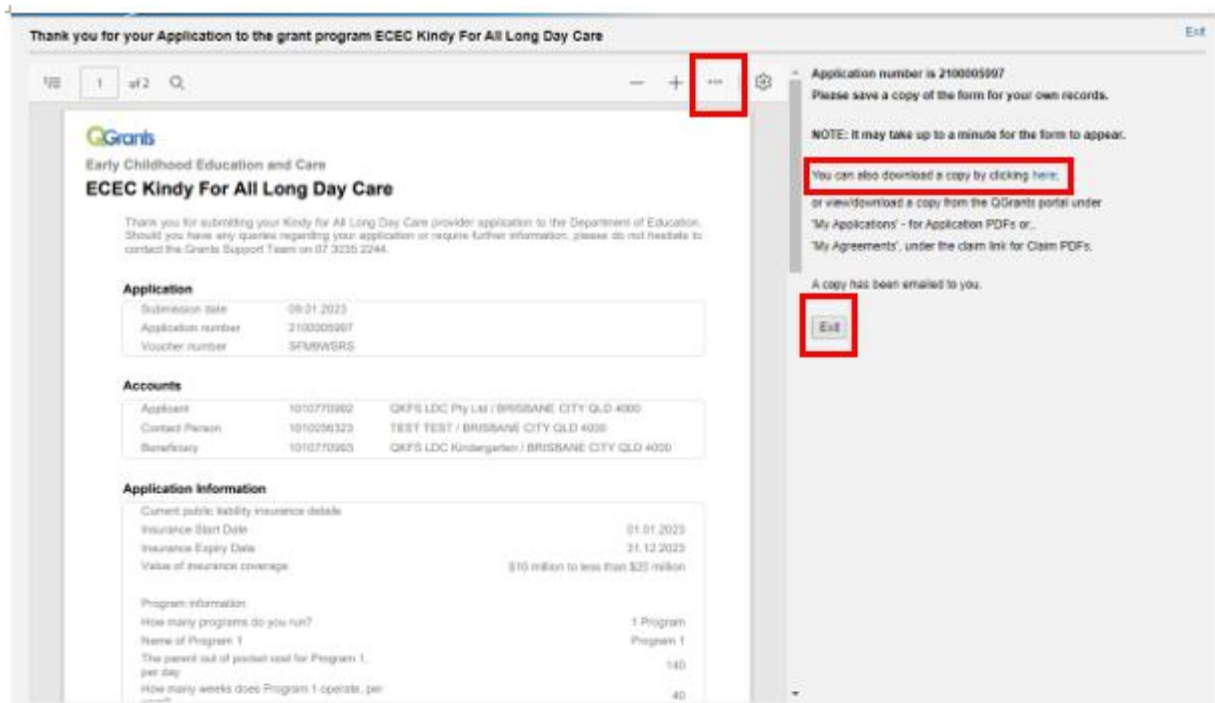 Thank you for your Application to the grant program ECEC Kindy For All Long Day Care
Exit
1 of 2
QGrants
Early Childhood Education and Care
ECEC Kindy For All Long Day Care
Thank you for submitting your Kindy for All Long Day Care provider application to the Department of Education.
Should you have any queries regarding your application or require further information, please do not hesitate to
contact the Grants Support Team on 07 3035 2244.
Application
Submission date 09.01.2023
Application number 2100005997
Voucher number SFM9WSRS
Accounts
Applicant 1010770982 QKFS LDC Pty Ltd / BRISBANE CITY QLD 4000
Contact Person 1010036323 TEST TEST / BRISBANE CITY QLD 4000
Beneficiary 1010770983 QKFS LDC Kindergarten / BRISBANE CITY QLD 4000
Application Information
Current public liability insurance details
Insurance Start Date 01.01.2023
Insurance Expiry Date 31.12.2023
Value of insurance coverage $10 million to less than $20 million
Program information
How many programs do you run? 1 Program
Name of Program 1 Program 1
The parent out of pocket cost for Program 1,
per day 140
How many weeks does Program 1 operate, per 40
Application number is 2100005997
Please save a copy of the form for your own records.
NOTE: It may take up to a minute for the form to appear.
You can also download a copy by clicking here,
or view/download a copy from the QGrants portal under
'My Applications' - for Application PDFs or..
'My Agreements', under the claim link for Claim PDFs.
A copy has been emailed to you.
Exit